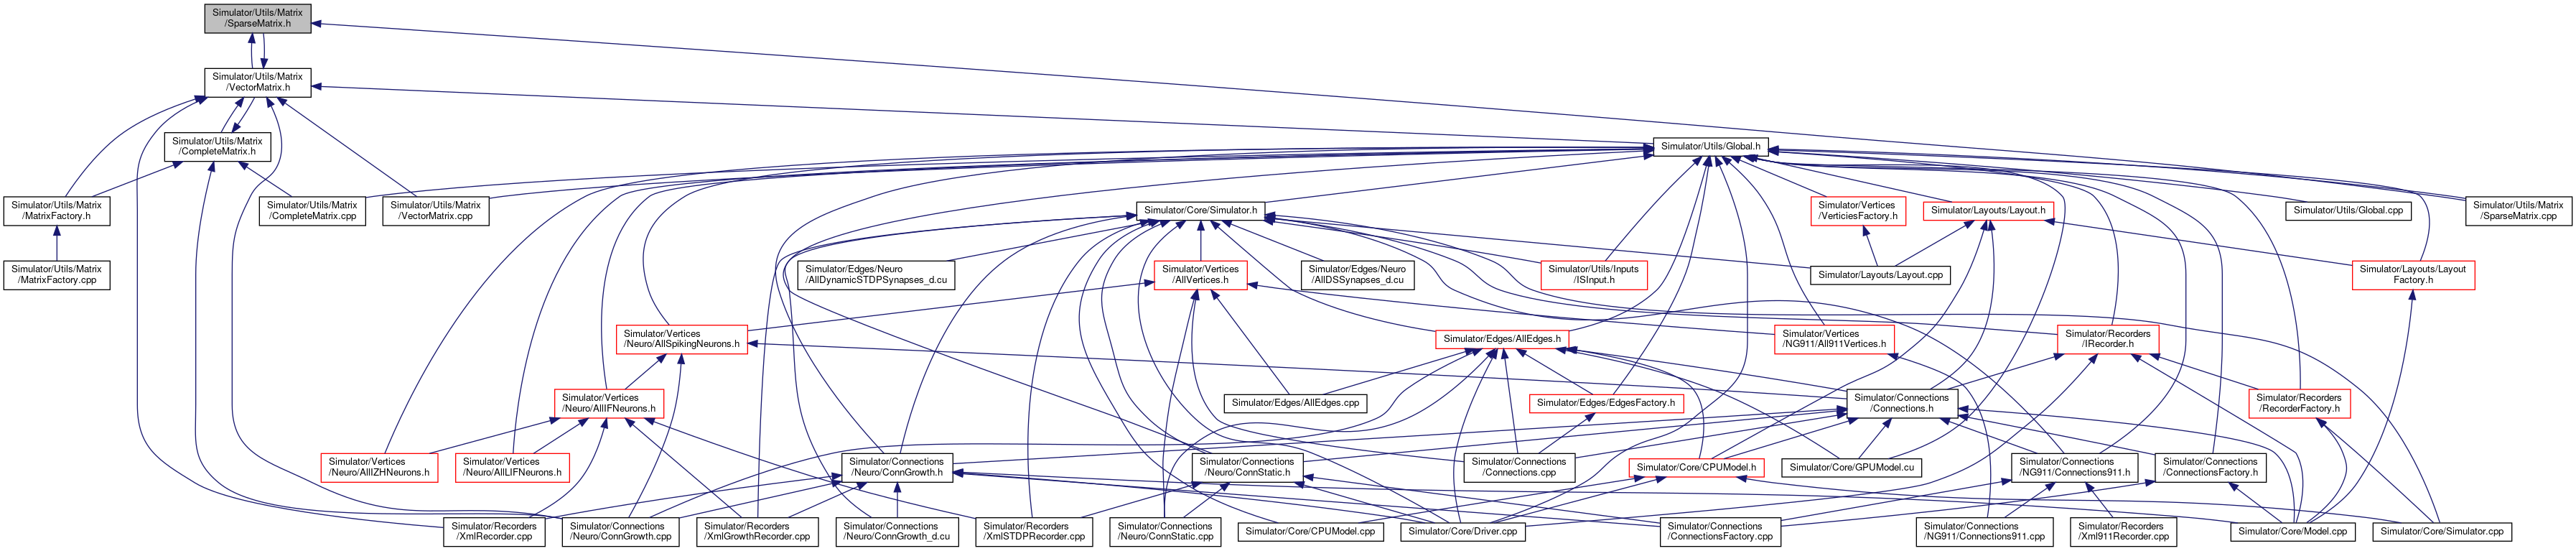 Simulator/Utils/Matrix
/SparseMatrix.h
Simulator/Utils/Matrix
/VectorMatrix.h
Simulator/Utils/Matrix
/CompleteMatrix.h
Simulator/Utils/Global.h
Simulator/Utils/Matrix
/MatrixFactory.h
Simulator/Utils/Matrix
/CompleteMatrix.cpp
Simulator/Utils/Matrix
/VectorMatrix.cpp
Simulator/Core/Simulator.h
Simulator/Vertices
/VerticiesFactory.h
Simulator/Layouts/Layout.h
Simulator/Utils/Global.cpp
Simulator/Utils/Matrix
/SparseMatrix.cpp
Simulator/Utils/Matrix
/MatrixFactory.cpp
Simulator/Edges/Neuro
/AllDynamicSTDPSynapses_d.cu
Simulator/Vertices
/AllVertices.h
Simulator/Edges/Neuro
/AllDSSynapses_d.cu
Simulator/Utils/Inputs
/ISInput.h
Simulator/Layouts/Layout.cpp
Simulator/Layouts/Layout
Factory.h
Simulator/Vertices
/Neuro/AllSpikingNeurons.h
Simulator/Edges/AllEdges.h
Simulator/Vertices
/NG911/All911Vertices.h
Simulator/Recorders
/IRecorder.h
Simulator/Vertices
/Neuro/AllIFNeurons.h
Simulator/Edges/AllEdges.cpp
Simulator/Edges/EdgesFactory.h
Simulator/Connections
/Connections.h
Simulator/Recorders
/RecorderFactory.h
Simulator/Vertices
/Neuro/AllIZHNeurons.h
Simulator/Vertices
/Neuro/AllLIFNeurons.h
Simulator/Connections
/Neuro/ConnGrowth.h
Simulator/Connections
/Neuro/ConnStatic.h
Simulator/Connections
/Connections.cpp
Simulator/Core/CPUModel.h
Simulator/Core/GPUModel.cu
Simulator/Connections
/NG911/Connections911.h
Simulator/Connections
/ConnectionsFactory.h
Simulator/Recorders
/XmlRecorder.cpp
Simulator/Connections
/Neuro/ConnGrowth.cpp
Simulator/Recorders
/XmlGrowthRecorder.cpp
Simulator/Connections
/Neuro/ConnGrowth_d.cu
Simulator/Recorders
/XmlSTDPRecorder.cpp
Simulator/Connections
/Neuro/ConnStatic.cpp
Simulator/Core/CPUModel.cpp
Simulator/Core/Driver.cpp
Simulator/Connections
/ConnectionsFactory.cpp
Simulator/Connections
/NG911/Connections911.cpp
Simulator/Recorders
/Xml911Recorder.cpp
Simulator/Core/Model.cpp
Simulator/Core/Simulator.cpp